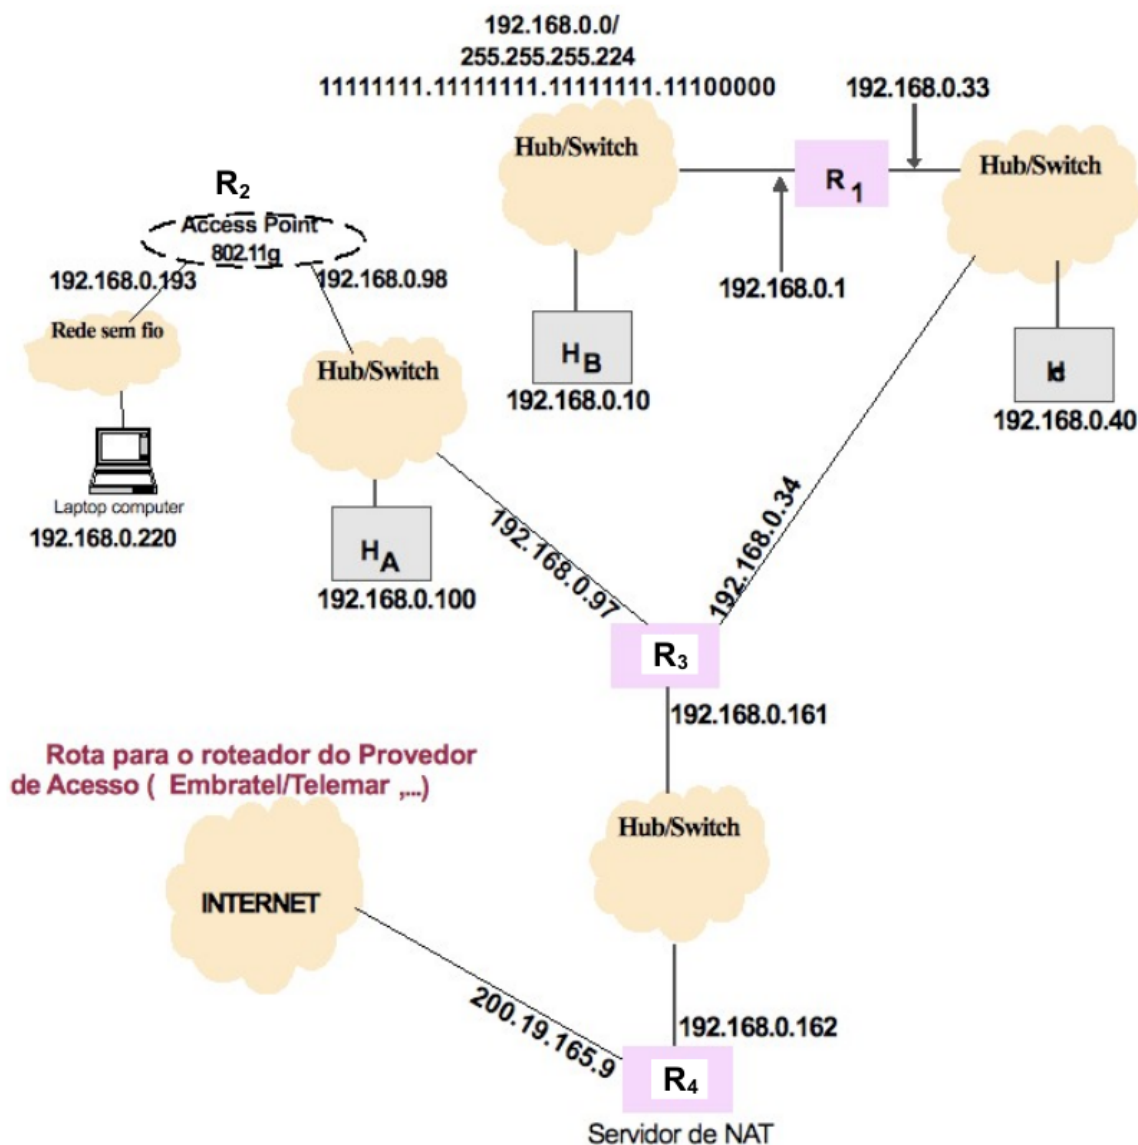 192.168.0.0/
255.255.255.224
11111111.11111111.11111111.11100000
192.168.0.33
Hub/Switch
R 1
Hub/Switch
R2
Access Point
802.11g
192.168.0.193
192.168.0.98
192.168.0.1
Rede sem fio
Hub/Switch
H B
192.168.0.10
192.168.0.40
Laptop computer
192.168.0.220
H A
192.168.0.100
192.168.0.97
192.168.0.34
R3
192.168.0.161
Rota para o roteador do Provedor
de Acesso ( Embratel/Telemar ,...)
Hub/Switch
INTERNET
200.19.165.9
192.168.0.162
R4
Servidor de NAT